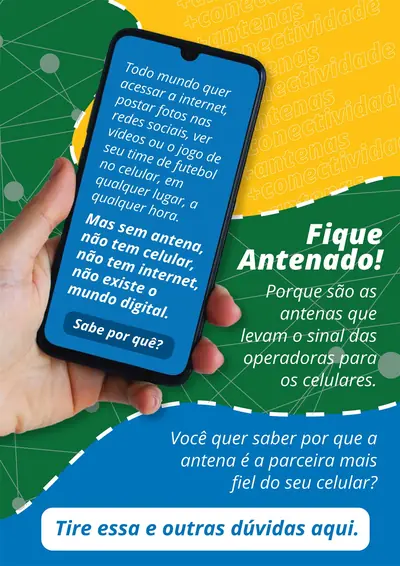 +antenas
+conectividade
+antenas
+conectividade
+antenas
+conectividade
+antenas
+conectividade
Todo mundo quer
acessar a internet,
postar fotos nas
redes sociais, ver
vídeos ou o jogo de
seu time de futebol
no celular, em
qualquer lugar, a
qualquer hora.
Mas sem antena,
não tem celular,
não tem internet,
não existe o
mundo digital.
Sabe por quê?
Fique
Antenado!
Porque são as
antenas que
levam o sinal das
operadoras para
os celulares.
Você quer saber por que a
antena é a parceira mais
fiel do seu celular?
Tire essa e outras dúvidas aqui.